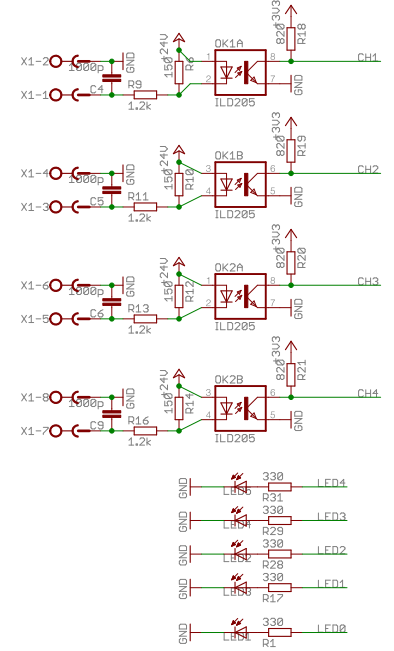 +24V
150
R6
OK1A
1
2
8
7
ILD205
+3V3
820
R18
GND
CH1
X1-2
X1-1
1000p
C4
GND
R9
1.2k
+24V
150
R10
OK1B
3
4
6
5
ILD205
+3V3
820
R19
GND
CH2
X1-4
X1-3
1000p
C5
GND
R11
1.2k
+24V
150
R12
OK2A
1
2
8
7
ILD205
+3V3
820
R20
GND
CH3
X1-6
X1-5
1000p
C6
GND
R13
1.2k
+24V
150
R14
OK2B
3
4
6
5
ILD205
+3V3
820
R21
GND
CH4
X1-8
X1-7
1000p
C9
GND
R16
1.2k
GND LED5 330 R31 LED4
GND LED4 330 R29 LED3
GND LED2 330 R28 LED2
GND LED3 330 R17 LED1
GND LED1 330 R1 LED0